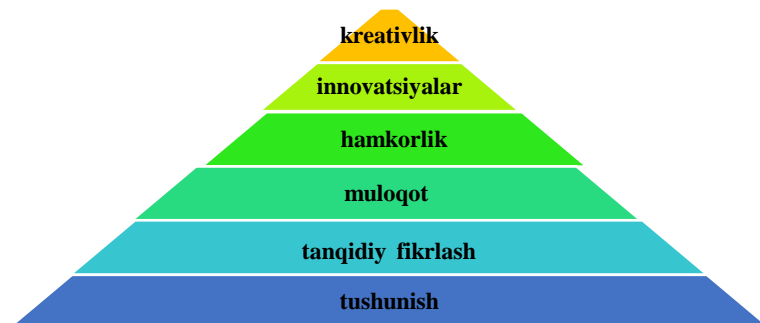 kreativlik
innovatsiyalar
hamkorlik
muloqot
tanqidiy fikrlash
tushunish